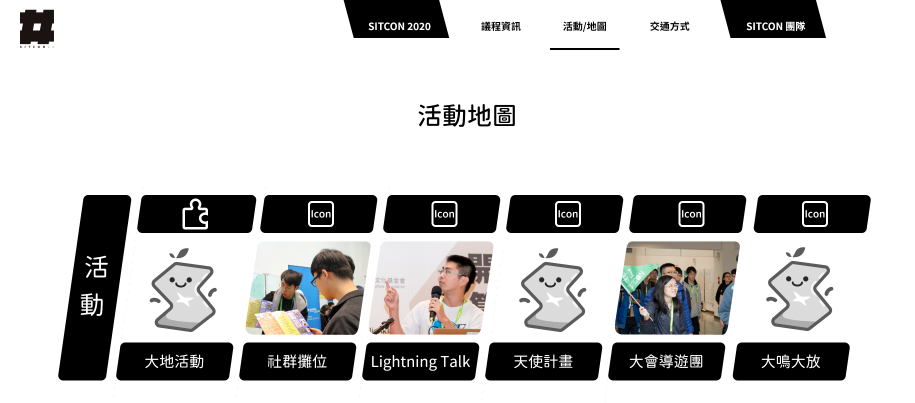 SITCON 2020
議程資訊
活動/地圖
交通方式
SITCON 團隊
活動地圖
活動
Icon
Icon
Icon
Icon
Icon
大地活動
社群攤位
Lightning Talk
天使計畫
大會導遊團
大鳴大放